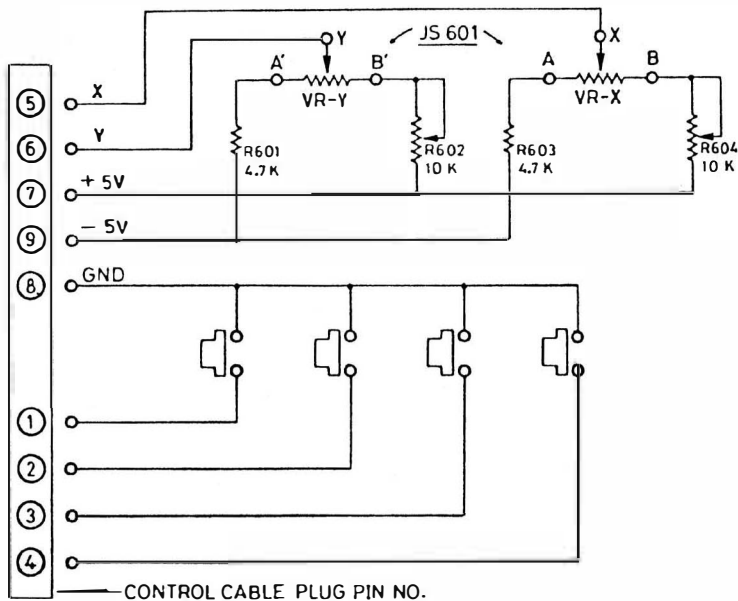 JS 601
Y
X
A'
B'
A
B
VR-Y
VR-X
5
X
6
Y
R601
4.7 K
R602
10 K
R603
4.7 K
R604
10 K
7
+ 5V
9
- 5V
8
GND
1
2
3
4
CONTROL CABLE PLUG PIN NO.